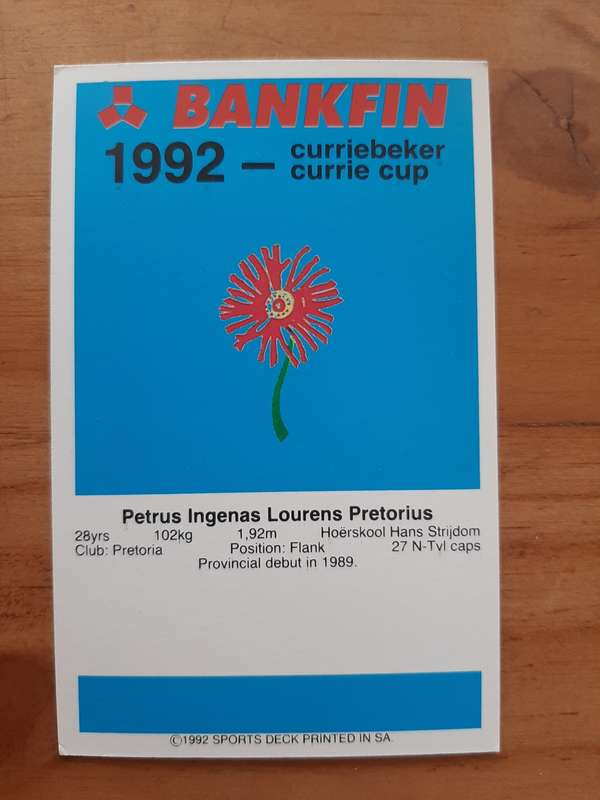 BANKFIN
1992 – curriebeker
currie cup
Petrus Ingenas Lourens Pretorius
28yrs 102kg 1,92m Hoërskool Hans Strijdom
Club: Pretoria Position: Flank 27 N-Tvl caps
Provincial debut in 1989.
©1992 SPORTS DECK PRINTED IN SA.